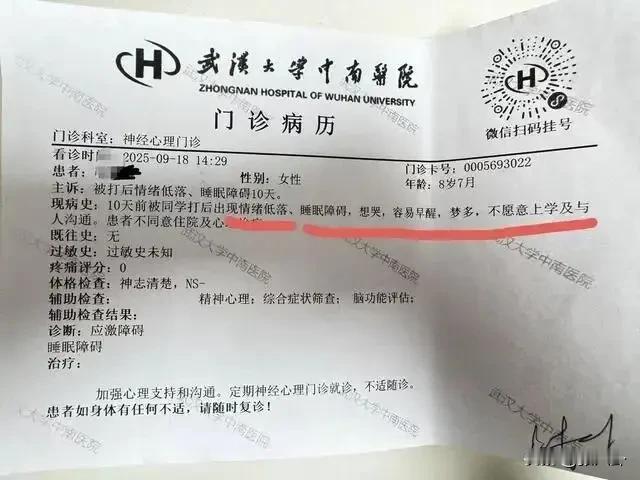 武汉大学中南医院
ZHONGNAN HOSPITAL OF WUHAN UNIVERSITY
门诊病历
微信扫码挂号
门诊科室: 神经心理门诊
看诊时间 2025-09-18 14:29
门诊卡号: 0005693022
患者: 性别: 女性 年龄: 8岁7月
主诉: 被打后情绪低落、睡眠障碍10天。
现病史: 10天前被同学打后出现情绪低落、睡眠障碍, 想哭, 容易早醒, 梦多, 不愿意上学及与
人沟通。患者不同意住院及心
既往史: 无
过敏史: 过敏史未知
疼痛评分: 0
体格检查: 神志清楚, NS-
辅助检查: 精神心理; 综合症状筛查; 脑功能评估;
辅助检查结果:
诊断: 应激障碍
睡眠障碍
治疗:
加强心理支持和沟通。定期神经心理门诊就诊, 不适随诊。
患者如身体有任何不适, 请随时复诊!
武汉大学中南医院